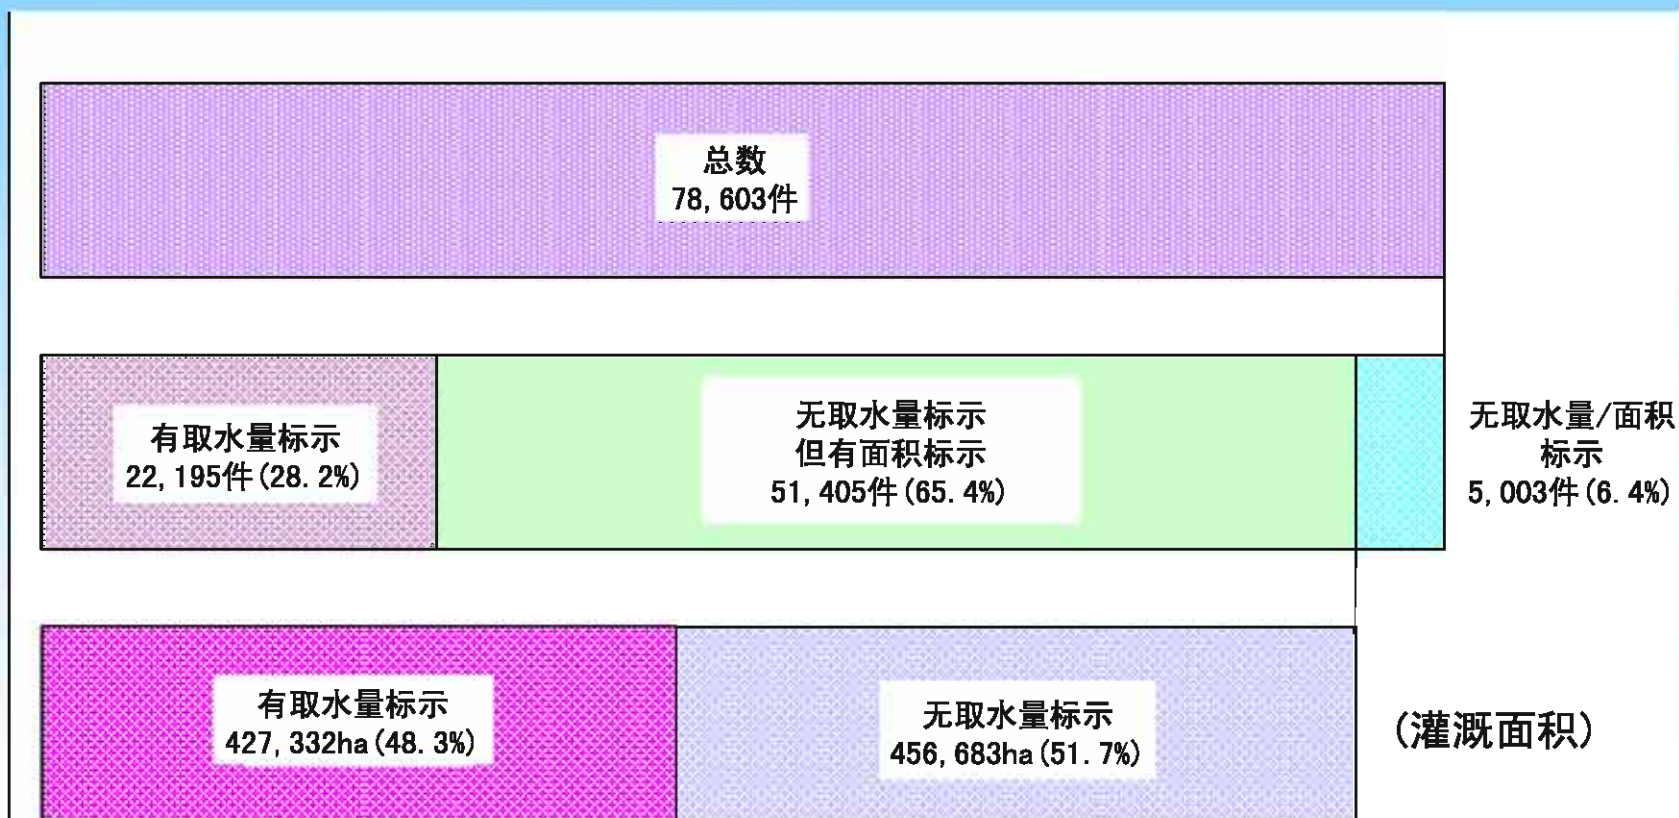 总数
78,603件
有取水量标示
22,195件(28.2%)
无取水量标示
但有面积标示
51,405件(65.4%)
无取水量/面积
标示
5,003件(6.4%)
有取水量标示
427,332ha(48.3%)
无取水量标示
456,683ha(51.7%)
(灌溉面积)